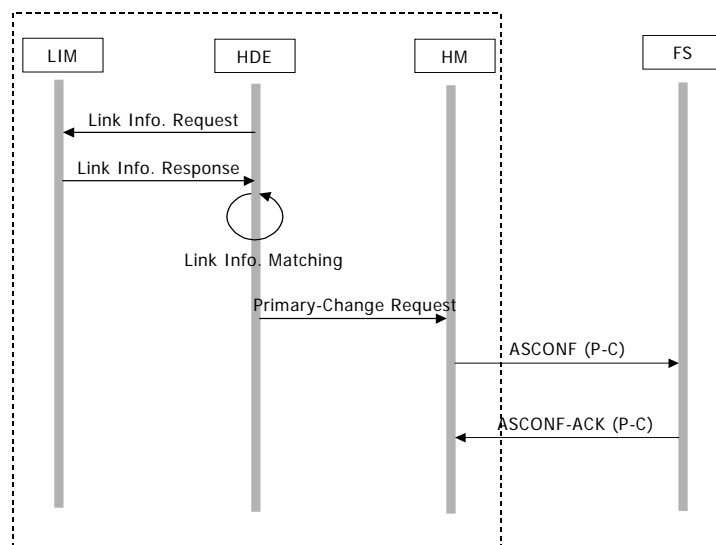 LIM
HDE
HM
FS
Link Info. Request
Link Info. Response
Link Info. Matching
Primary-Change Request
ASCONF (P-C)
ASCONF-ACK (P-C)